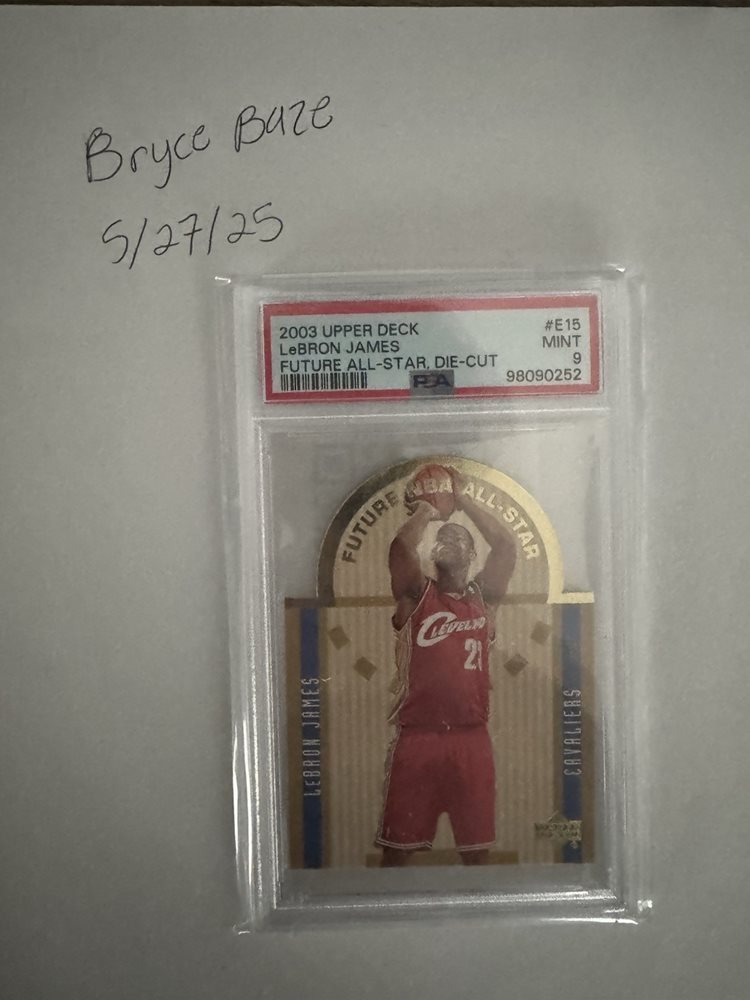 Bryce Baze
5/27/25
2003 UPPER DECK #E15
LeBRON JAMES MINT
FUTURE ALL-STAR, DIE-CUT 9
PSA 98090252
FUTURE NBA ALL-STAR
CLEVELAND
23
LEBRON JAMES
CAVALIERS